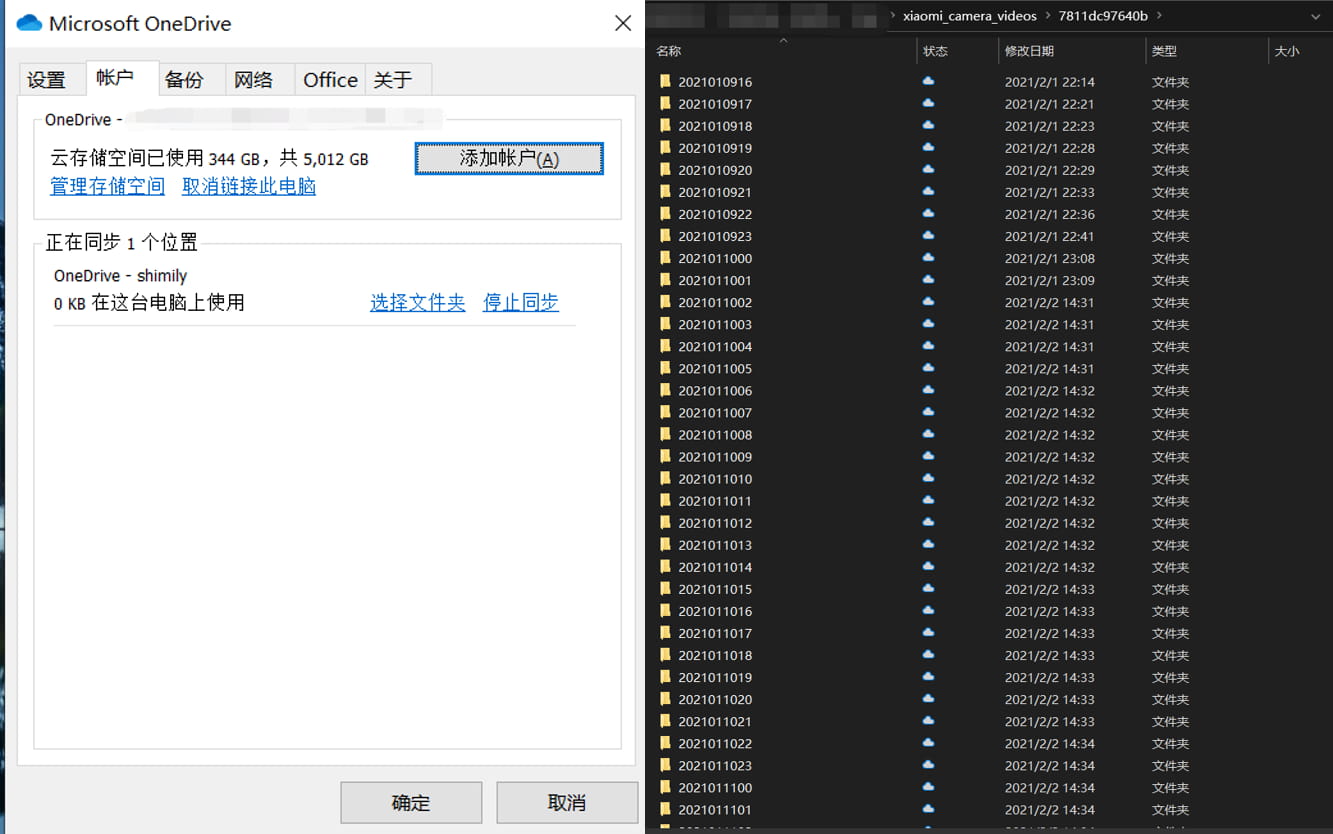 Microsoft OneDrive
设置 帐户 备份 网络 Office 关于
OneDrive -
云存储空间已使用 344 GB，共 5,012 GB
添加帐户(A)
管理存储空间 取消链接此电脑
正在同步 1 个位置
OneDrive - shimily
0 KB 在这台电脑上使用
选择文件夹 停止同步
确定 取消
xiaomi_camera_videos > 7811dc97640b >
名称 状态 修改日期 类型 大小
2021010916 2021/2/1 22:14 文件夹
2021010917 2021/2/1 22:21 文件夹
2021010918 2021/2/1 22:23 文件夹
2021010919 2021/2/1 22:28 文件夹
2021010920 2021/2/1 22:29 文件夹
2021010921 2021/2/1 22:33 文件夹
2021010922 2021/2/1 22:36 文件夹
2021010923 2021/2/1 22:41 文件夹
2021011000 2021/2/1 23:08 文件夹
2021011001 2021/2/1 23:09 文件夹
2021011002 2021/2/2 14:31 文件夹
2021011003 2021/2/2 14:31 文件夹
2021011004 2021/2/2 14:31 文件夹
2021011005 2021/2/2 14:31 文件夹
2021011006 2021/2/2 14:32 文件夹
2021011007 2021/2/2 14:32 文件夹
2021011008 2021/2/2 14:32 文件夹
2021011009 2021/2/2 14:32 文件夹
2021011010 2021/2/2 14:32 文件夹
2021011011 2021/2/2 14:32 文件夹
2021011012 2021/2/2 14:32 文件夹
2021011013 2021/2/2 14:32 文件夹
2021011014 2021/2/2 14:32 文件夹
2021011015 2021/2/2 14:33 文件夹
2021011016 2021/2/2 14:33 文件夹
2021011017 2021/2/2 14:33 文件夹
2021011018 2021/2/2 14:33 文件夹
2021011019 2021/2/2 14:33 文件夹
2021011020 2021/2/2 14:33 文件夹
2021011021 2021/2/2 14:33 文件夹
2021011022 2021/2/2 14:34 文件夹
2021011023 2021/2/2 14:34 文件夹
2021011100 2021/2/2 14:34 文件夹
2021011101 2021/2/2 14:34 文件夹